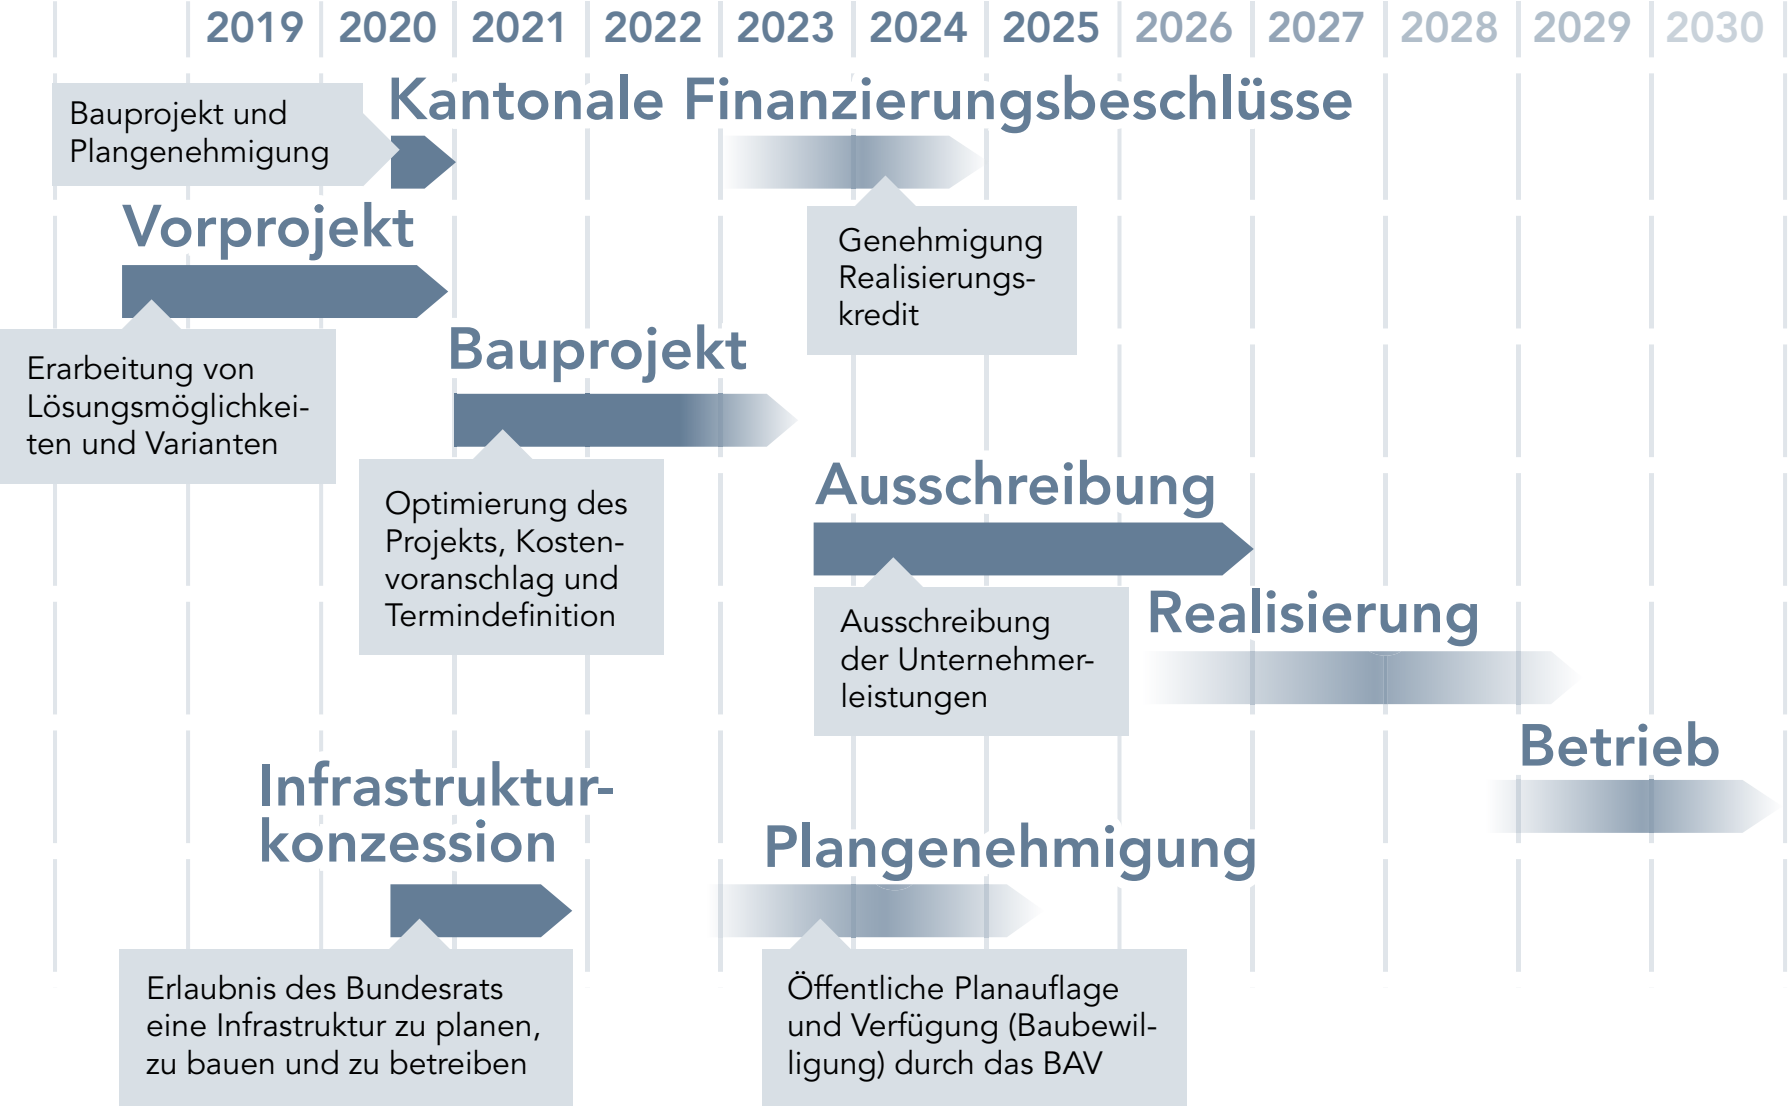 2019 2020 2021 2022 2023 2024 2025 2026 2027 2028 2029 2030
Kantonale Finanzierungsbeschlüsse
Bauprojekt und
Plangenehmigung
Genehmigung
Realisierungs-
kredit
Vorprojekt
Erarbeitung von
Lösungsmöglichkei-
ten und Varianten
Bauprojekt
Optimierung des
Projekts, Kosten-
voranschlag und
Termindefinition
Ausschreibung
Ausschreibung
der Unternehmer-
leistungen
Realisierung
Betrieb
Infrastruktur-
konzession
Erlaubnis des Bundesrats
eine Infrastruktur zu planen,
zu bauen und zu betreiben
Plangenehmigung
Öffentliche Planauflage
und Verfügung (Baubewil-
ligung) durch das BAV